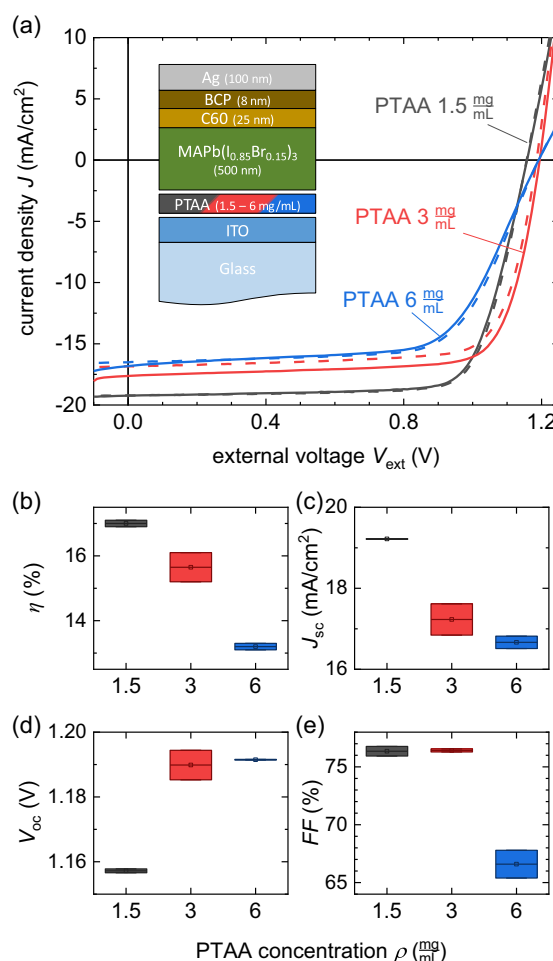 (a)
10
5
0
-5
-10
-15
-20
current density J (mA/cm²)
Ag (100 nm)
BCP (8 nm)
C60 (25 nm)
MAPb(I0.85Br0.15)3
(500 nm)
PTAA (1.5 – 6 mg/mL)
ITO
Glass
PTAA 1.5 mg/mL
PTAA 3 mg/mL
PTAA 6 mg/mL
0.0 0.4 0.8 1.2
external voltage Vext (V)
(b)
16
13
η (%)
1.5 3 6
(c)
20
18
16
Jsc (mA/cm²)
1.5 3 6
(d)
1.20
1.19
1.16
Voc (V)
1.5 3 6
(e)
75
70
65
FF (%)
1.5 3 6
PTAA concentration ρ (mg/mL)